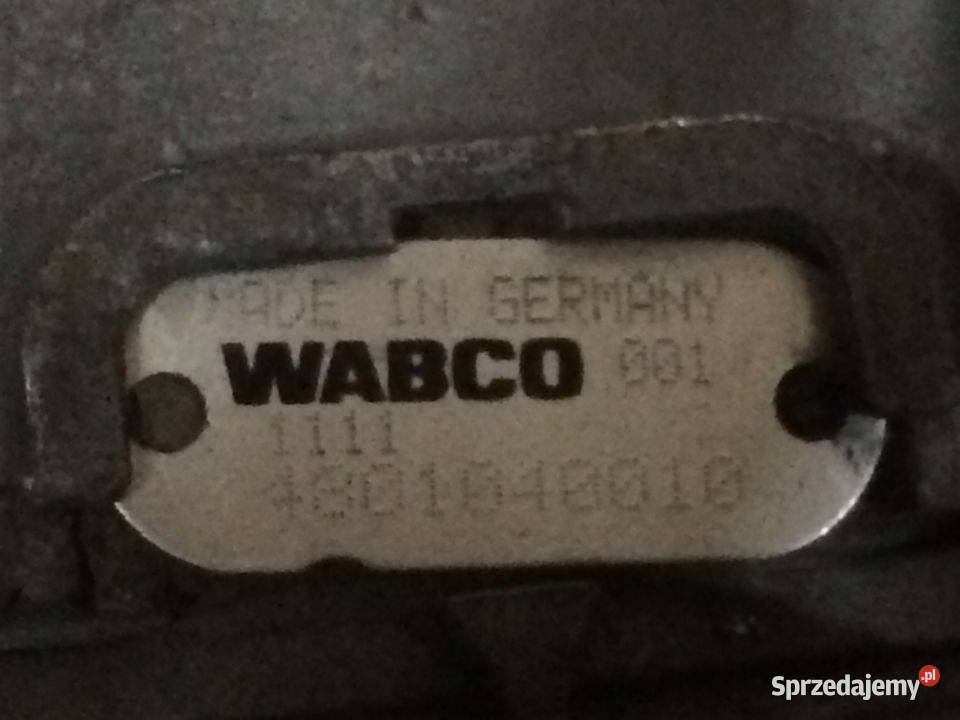 MADE IN GERMANY
WABCO 001
1111
4801040010
Sprzedajemy.pl